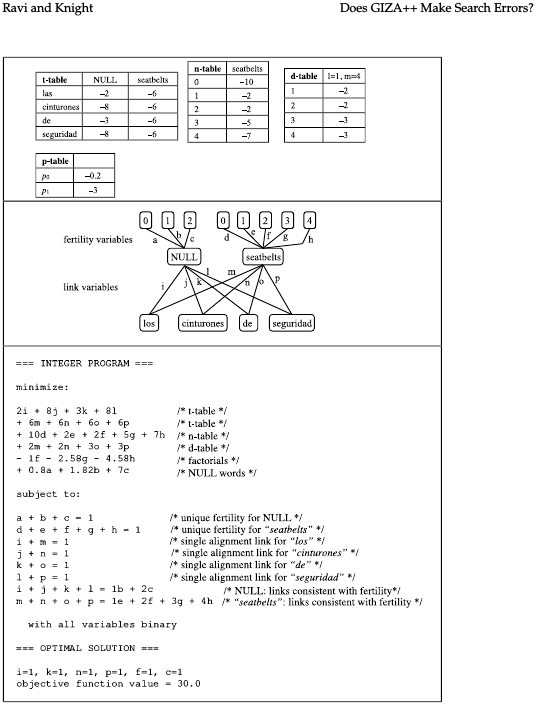 Ravi and Knight Does GIZA++ Make Search Errors?
t-table NULL seatbelts
las −2 −6
cinturones −8 −6
de −3 −6
seguridad −8 −6
n-table seatbelts
0 −10
1 −2
2 −2
3 −5
4 −7
d-table l=1, m=4
1 −2
2 −2
3 −3
4 −3
p-table
p0 −0.2
p1 −3
0 1 2 0 1 2 3 4
fertility variables a b c d e f g h
NULL seatbelts
link variables i j k l m n o p
los cinturones de seguridad
=== INTEGER PROGRAM ===
minimize:
2i + 8j + 3k + 8l /* t-table */
+ 6m + 6n + 6o + 6p /* t-table */
+ 10d + 2e + 2f + 5g + 7h /* n-table */
+ 2m + 2n + 3o + 3p /* d-table */
- 1f - 2.58g - 4.58h /* factorials */
+ 0.8a + 1.82b + 7c /* NULL words */
subject to:
a + b + c = 1 /* unique fertility for NULL */
d + e + f + g + h = 1 /* unique fertility for "seatbelts" */
i + m = 1 /* single alignment link for "los" */
j + n = 1 /* single alignment link for "cinturones" */
k + o = 1 /* single alignment link for "de" */
l + p = 1 /* single alignment link for "seguridad" */
i + j + k + l = 1b + 2c /* NULL: links consistent with fertility*/
m + n + o + p = 1e + 2f + 3g + 4h /* "seatbelts": links consistent with fertility */
with all variables binary
=== OPTIMAL SOLUTION ===
i=1, k=1, n=1, p=1, f=1, c=1
objective function value = 30.0